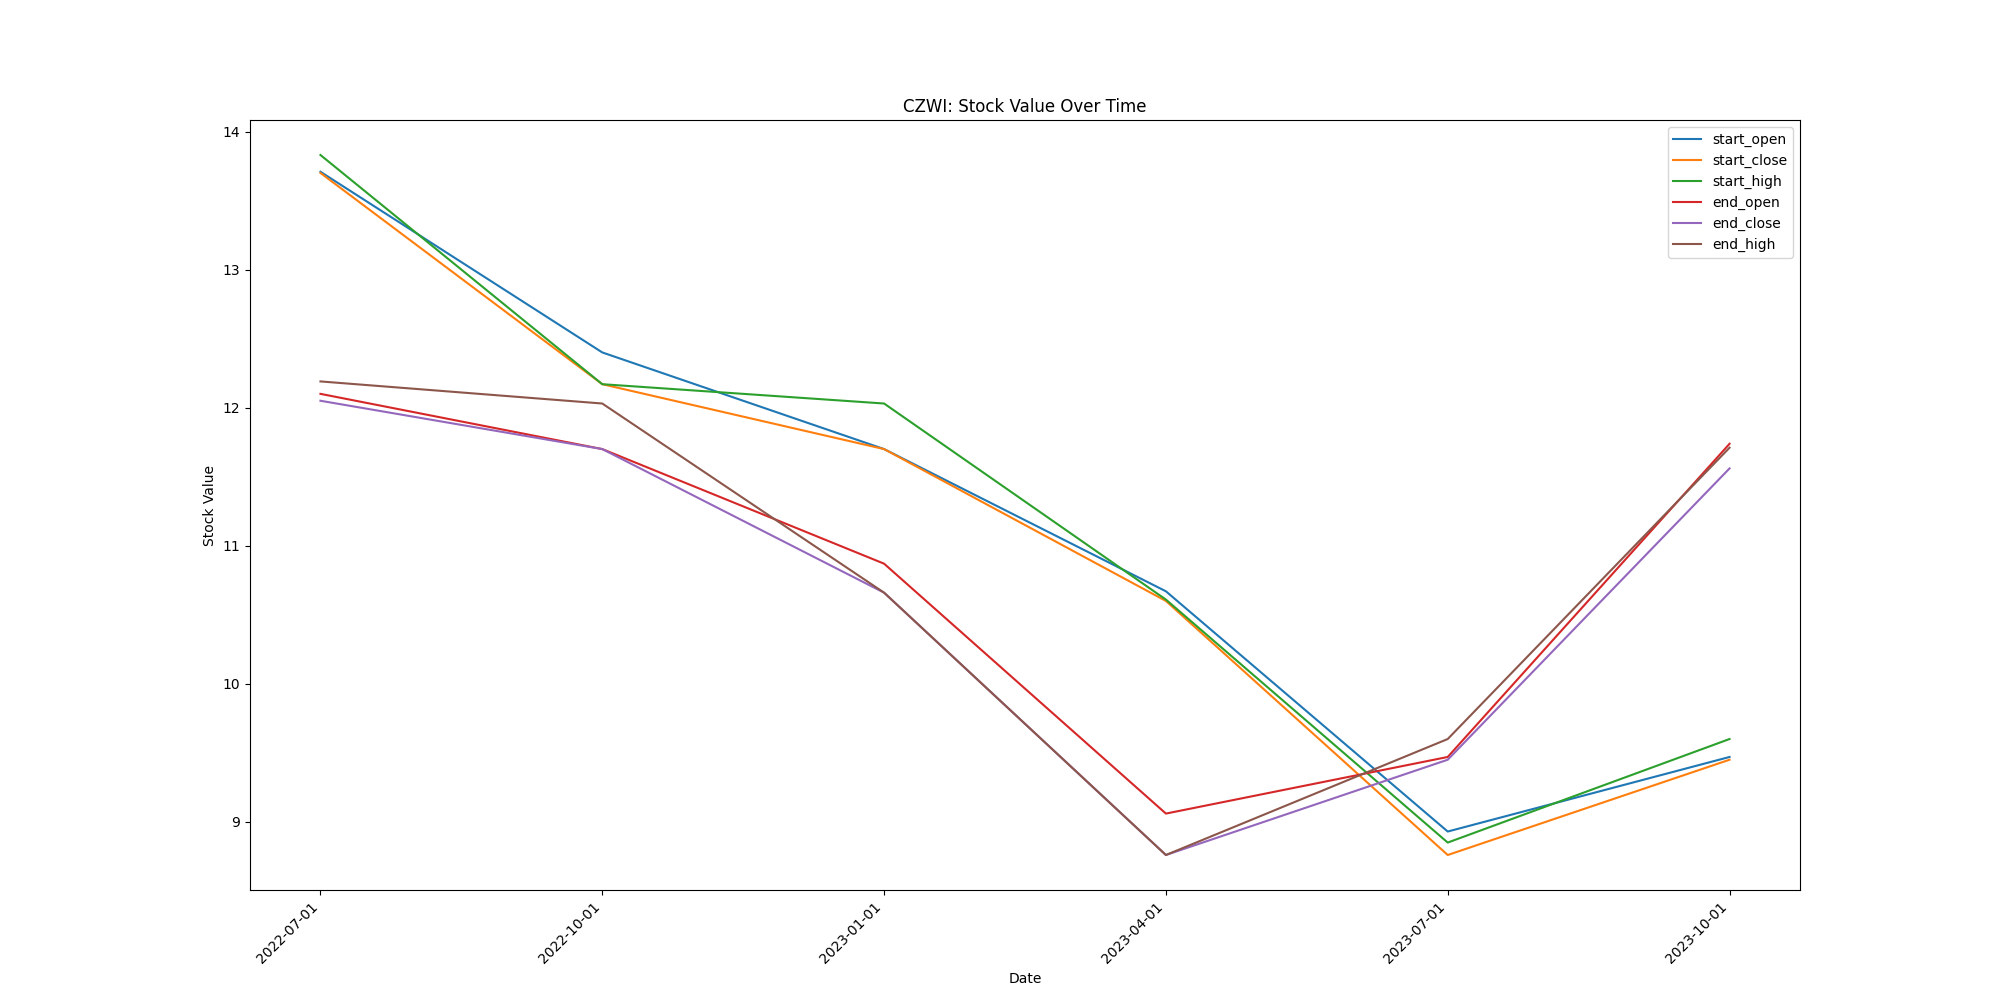 CZWI: Stock Value Over Time
start_open
start_close
start_high
end_open
end_close
end_high
14
13
12
11
10
9
Stock Value
2022-07-01
2022-10-01
2023-01-01
2023-04-01
2023-07-01
2023-10-01
Date